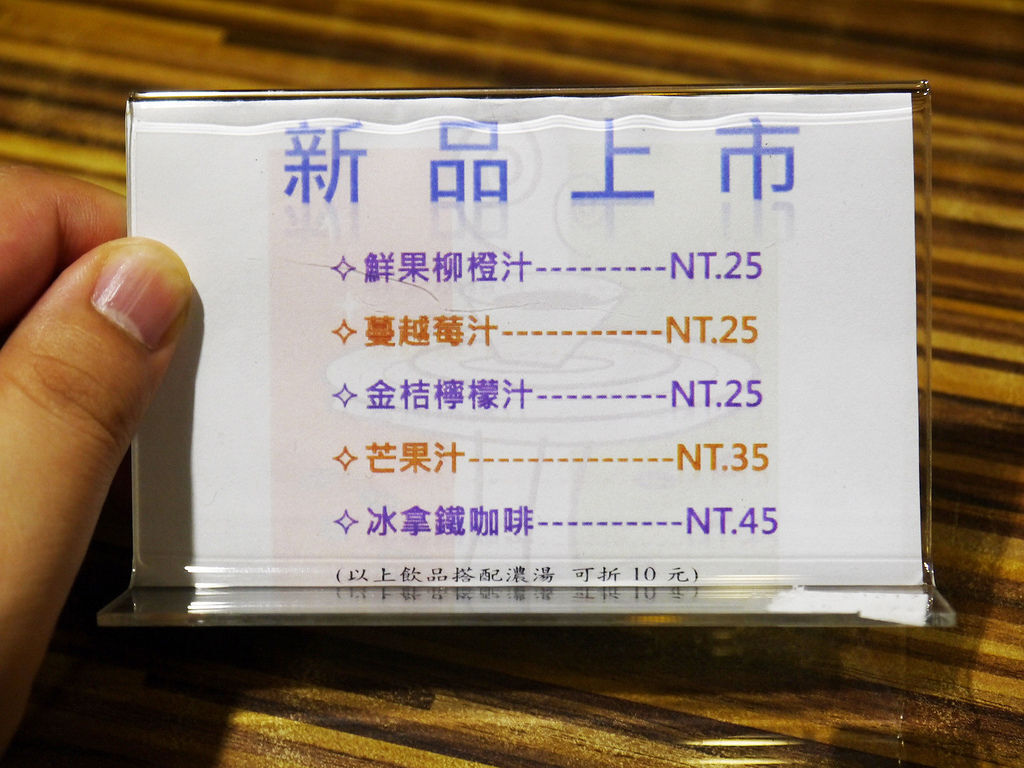 新品上市
✧鮮果柳橙汁---------NT.25
✧蔓越莓汁-----------NT.25
✧金桔檸檬汁---------NT.25
✧芒果汁--------------NT.35
✧冰拿鐵咖啡----------NT.45
(以上飲品搭配濃湯 可折 10 元)